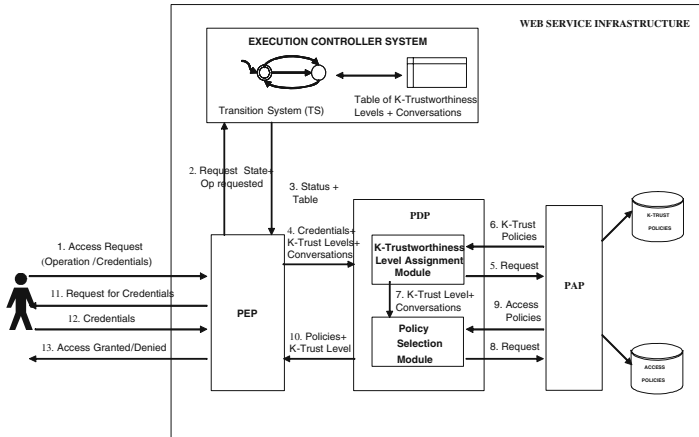 WEB SERVICE INFRASTRUCTURE
EXECUTION CONTROLLER SYSTEM
Transition System (TS)
Table of K-Trustworthiness
Levels + Conversations
2. Request State+
Op requested
3. Status +
Table
1. Access Request
(Operation /Credentials)
11. Request for Credentials
12. Credentials
13. Access Granted/Denied
PEP
4. Credentials+
K-Trust Levels+
Conversations
10. Policies+
K-Trust Level
PDP
K-Trustworthiness
Level Assignment
Module
7. K-Trust Level+
Conversations
Policy
Selection
Module
6. K-Trust
Policies
5. Request
9. Access
Policies
8. Request
PAP
K-TRUST
POLICIES
ACCESS
POLICIES